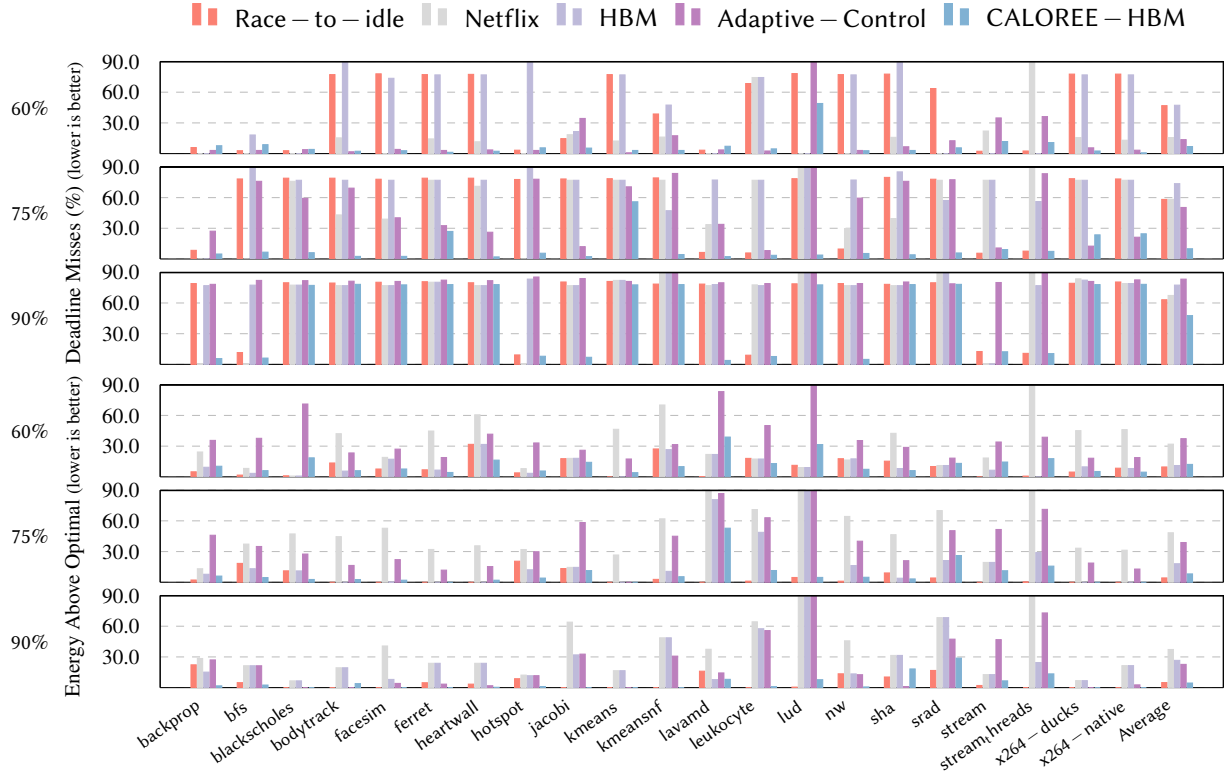 Race – to – idle Netflix HBM Adaptive – Control CALOREE – HBM
Deadline Misses (%) (lower is better)
60%
90.0
60.0
30.0
75%
90.0
60.0
30.0
90%
90.0
60.0
30.0
Energy Above Optimal (lower is better)
60%
90.0
60.0
30.0
75%
90.0
60.0
30.0
90%
90.0
60.0
30.0
backprop
bfs
blackscholes
bodytrack
facesim
ferret
heartwall
hotspot
jacobi
kmeans
kmeansnf
lavamd
leukocyte
lud
nw
sha
srad
stream
stream_threads
x264 – ducks
x264 – native
Average